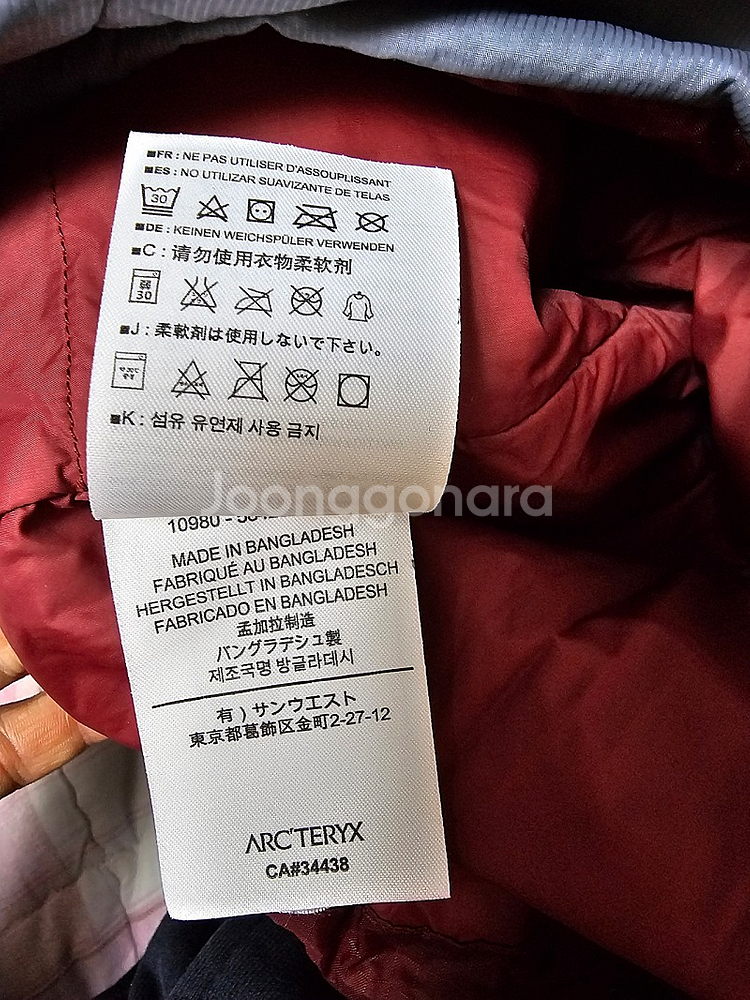 ■FR : NE PAS UTILISER D'ASSOUPLISSANT
■ES : NO UTILIZAR SUAVIZANTE DE TELAS
30
■DE : KEINEN WEICHSPÜLER VERWENDEN
■C : 请勿使用衣物柔软剂
弱
30
■J : 柔軟剤は使用しないで下さい。
■K : 섬유 유연제 사용 금지
Joonggonara
10980 -
MADE IN BANGLADESH
FABRIQUÉ AU BANGLADESH
HERGESTELLT IN BANGLADESCH
FABRICADO EN BANGLADESH
孟加拉制造
バングラデシュ製
제조국명 방글라데시
有 ) サンウエスト
東京都葛飾区金町2-27-12
ARC'TERYX
CA#34438